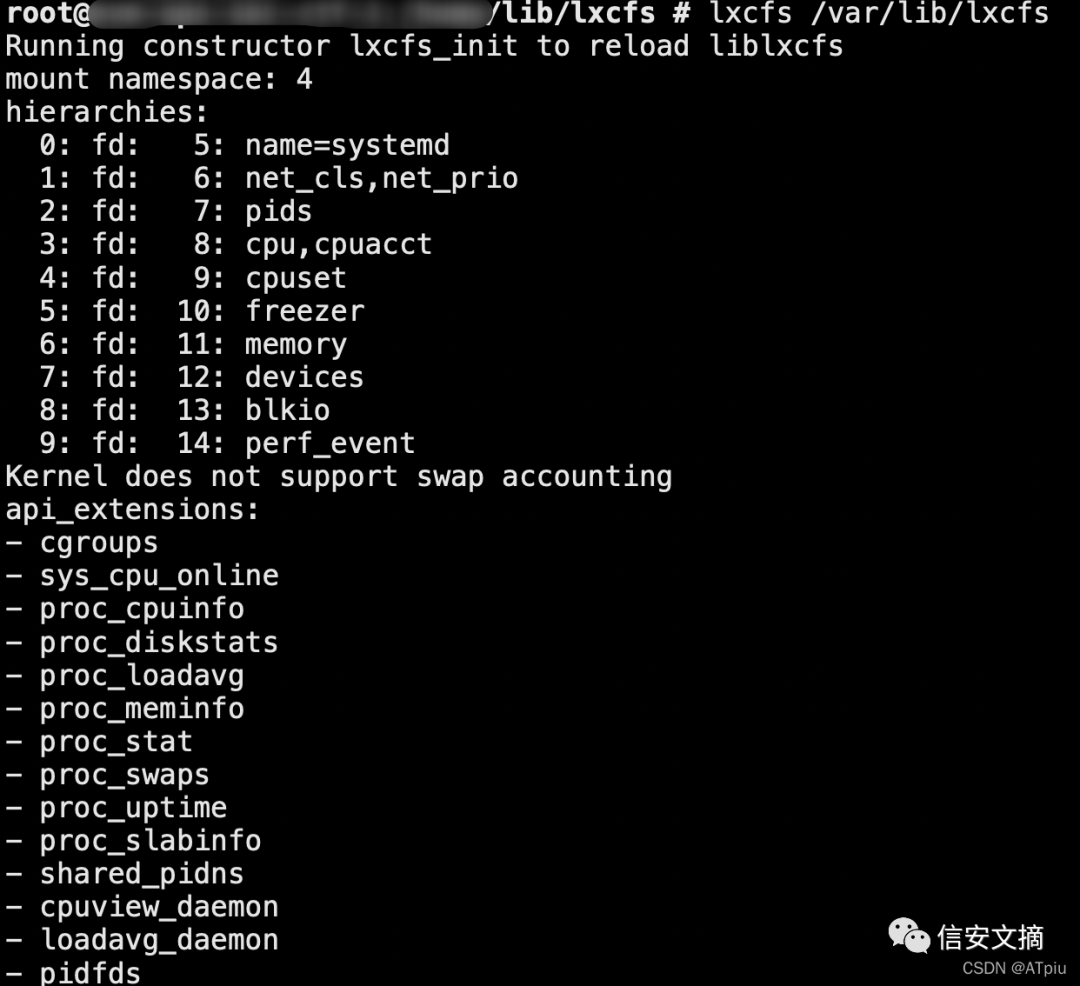 root@ /lib/lxcfs # lxcfs /var/lib/lxcfs
Running constructor lxcfs_init to reload liblxcfs
mount namespace: 4
hierarchies:
  0: fd:   5: name=systemd
  1: fd:   6: net_cls,net_prio
  2: fd:   7: pids
  3: fd:   8: cpu,cpuacct
  4: fd:   9: cpuset
  5: fd:  10: freezer
  6: fd:  11: memory
  7: fd:  12: devices
  8: fd:  13: blkio
  9: fd:  14: perf_event
Kernel does not support swap accounting
api_extensions:
- cgroups
- sys_cpu_online
- proc_cpuinfo
- proc_diskstats
- proc_loadavg
- proc_meminfo
- proc_stat
- proc_swaps
- proc_uptime
- proc_slabinfo
- shared_pidns
- cpuview_daemon
- loadavg_daemon
- pidfds
信安文摘
CSDN @ATpiu